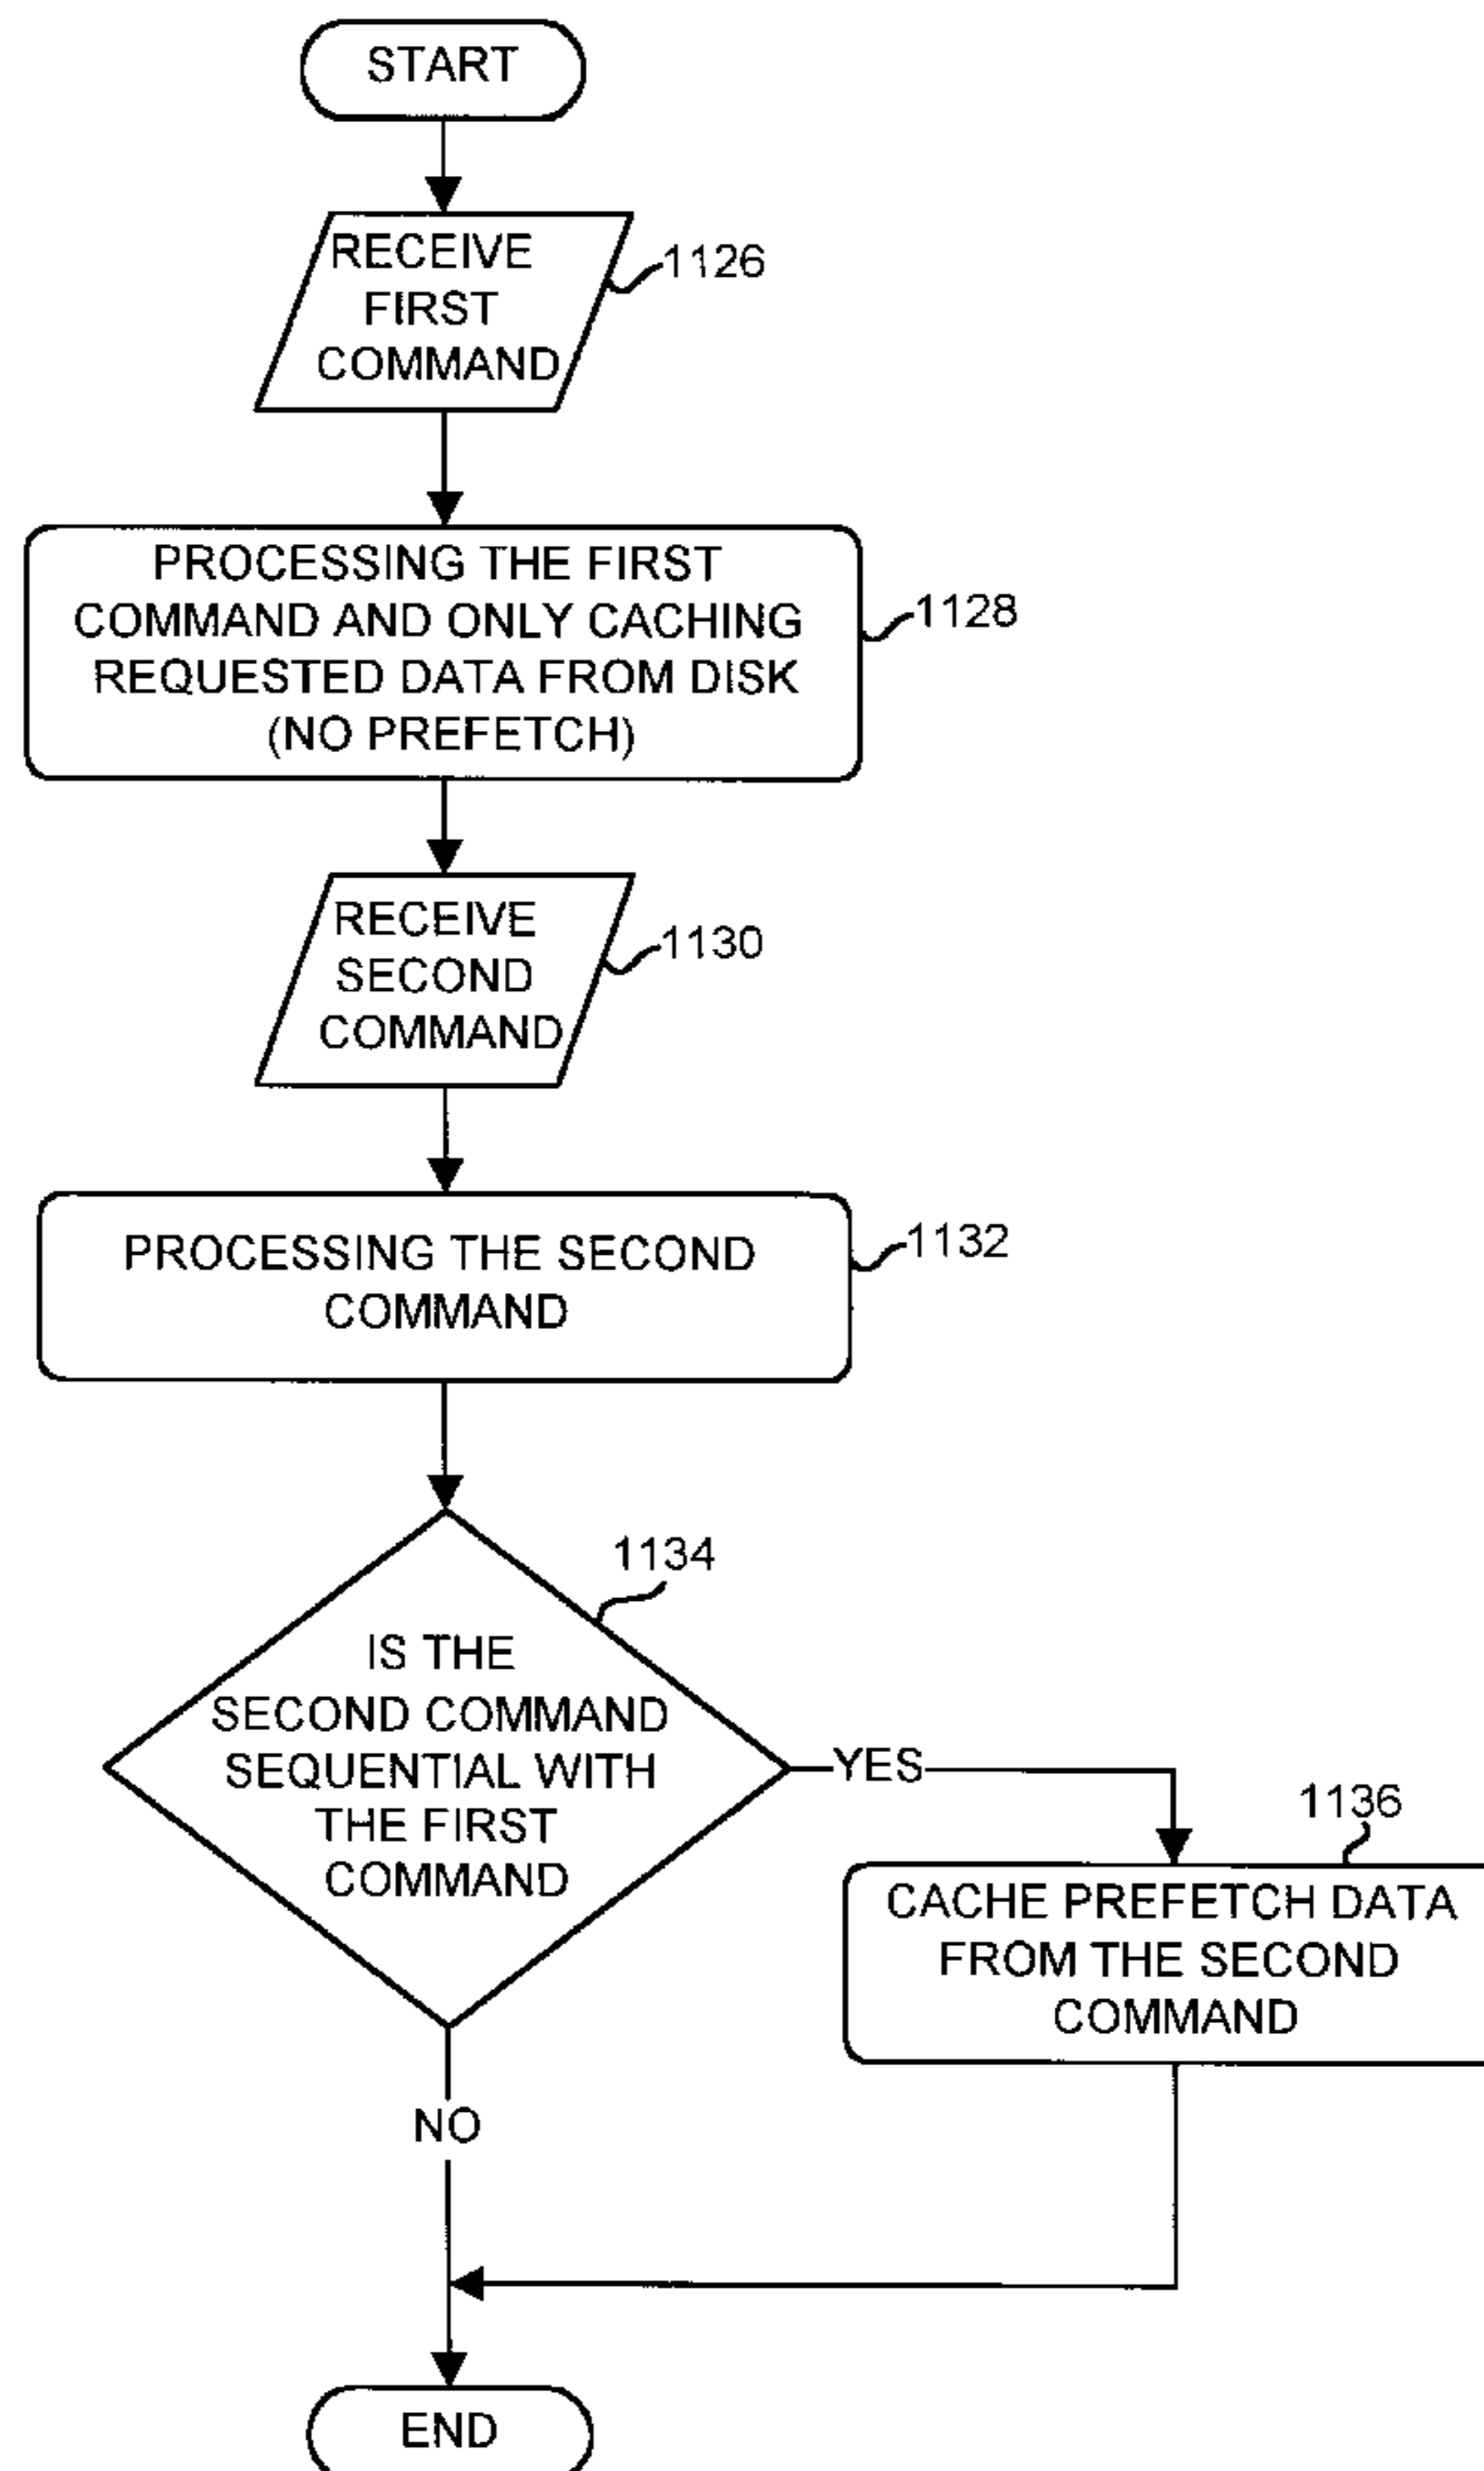 START
RECEIVE
FIRST
COMMAND
1126
PROCESSING THE FIRST
COMMAND AND ONLY CACHING
REQUESTED DATA FROM DISK
(NO PREFETCH)
1128
RECEIVE
SECOND
COMMAND
1130
PROCESSING THE SECOND
COMMAND
1132
1134
IS THE
SECOND COMMAND
SEQUENTIAL WITH
THE FIRST
COMMAND
YES
1136
CACHE PREFETCH DATA
FROM THE SECOND
COMMAND
NO
END